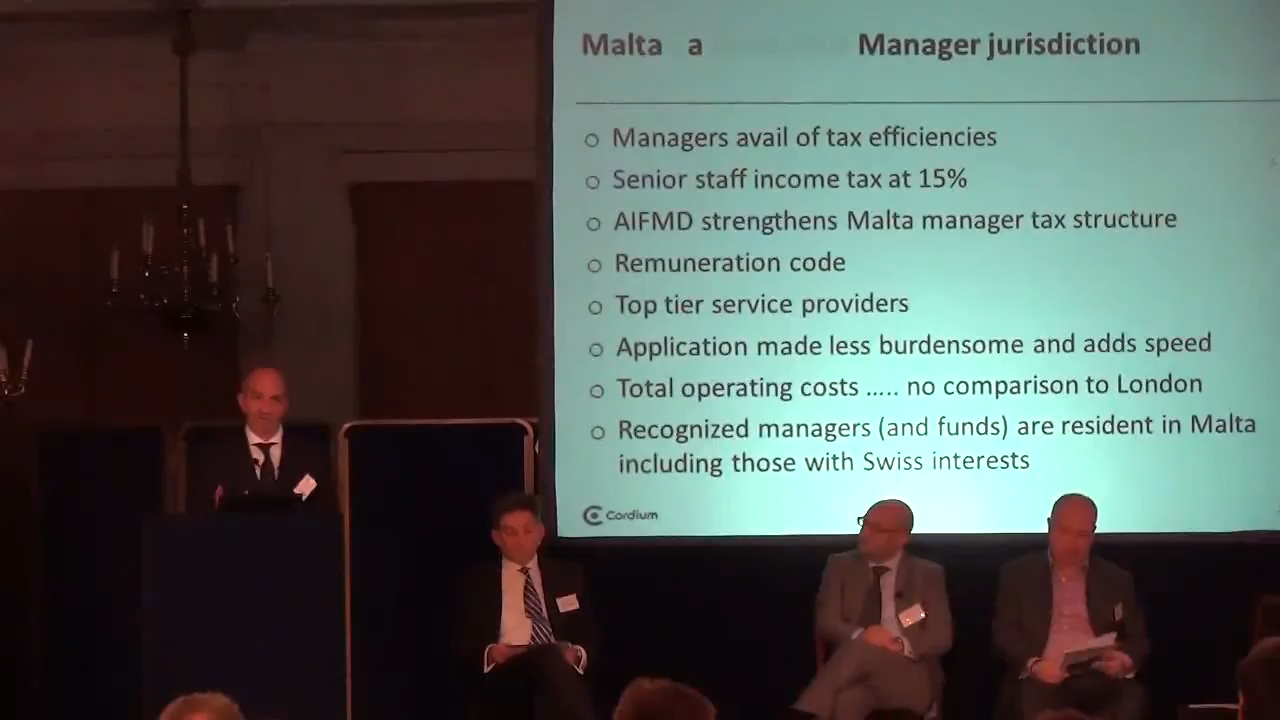 Malta a Manager jurisdiction
○ Managers avail of tax efficiencies
○ Senior staff income tax at 15%
○ AIFMD strengthens Malta manager tax structure
○ Remuneration code
○ Top tier service providers
○ Application made less burdensome and adds speed
○ Total operating costs ..... no comparison to London
○ Recognized managers (and funds) are resident in Malta
including those with Swiss interests
Cordium